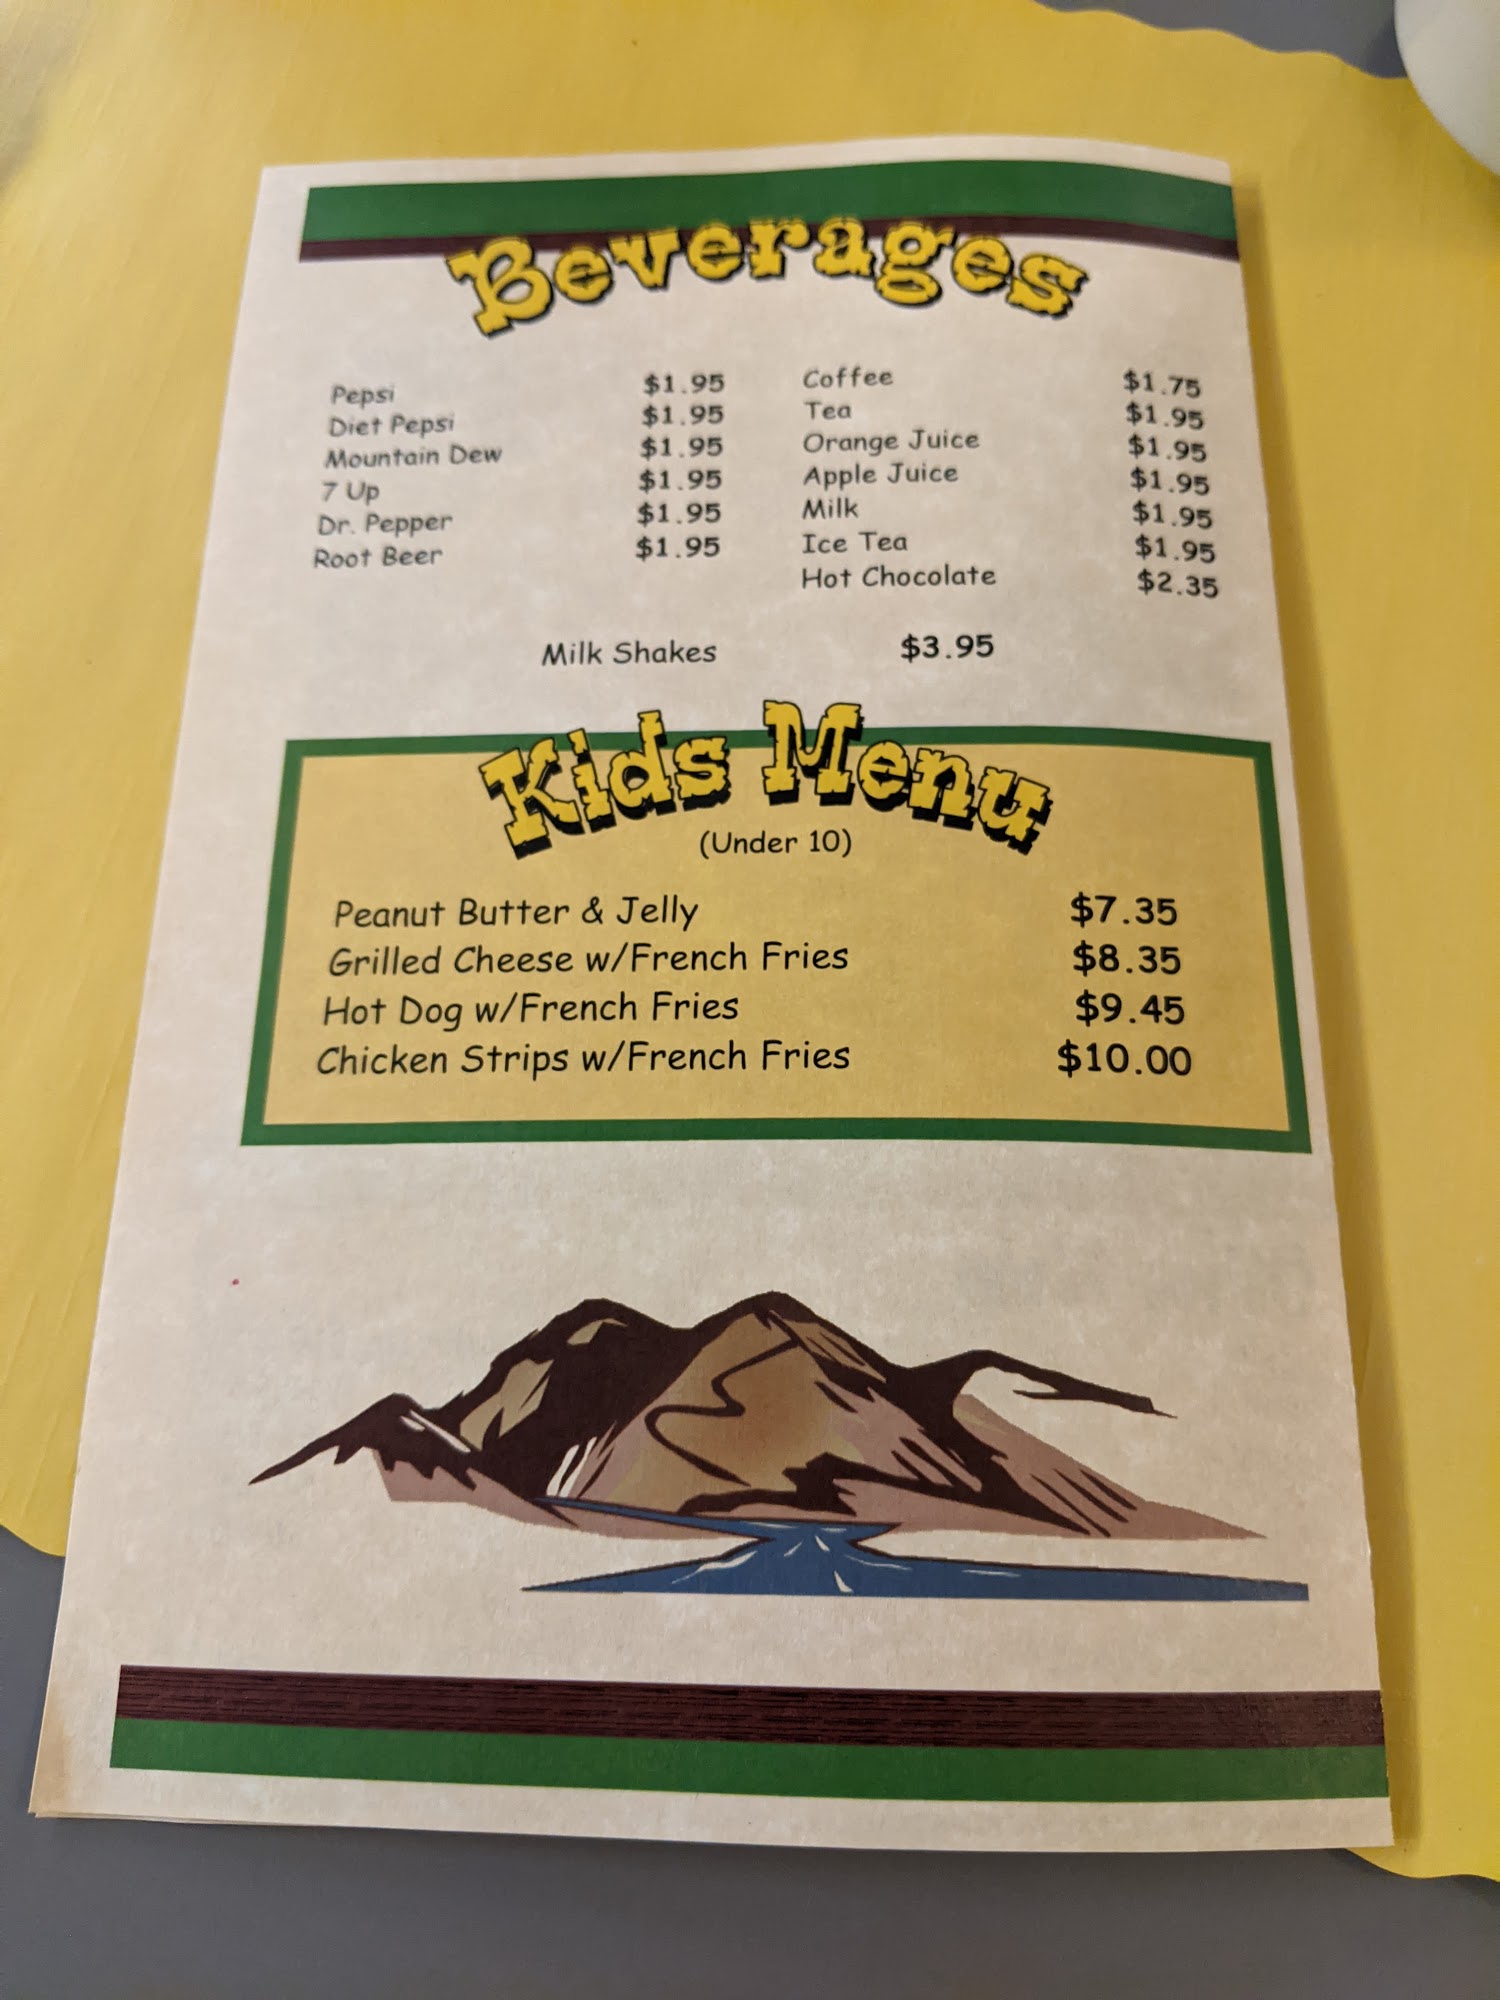 Beverages
Pepsi $1.95
Diet Pepsi $1.95
Mountain Dew $1.95
7 Up $1.95
Dr. Pepper $1.95
Root Beer $1.95
Coffee $1.75
Tea $1.95
Orange Juice $1.95
Apple Juice $1.95
Milk $1.95
Ice Tea $1.95
Hot Chocolate $2.35
Milk Shakes $3.95
Kids Menu
(Under 10)
Peanut Butter & Jelly $7.35
Grilled Cheese w/French Fries $8.35
Hot Dog w/French Fries $9.45
Chicken Strips w/French Fries $10.00